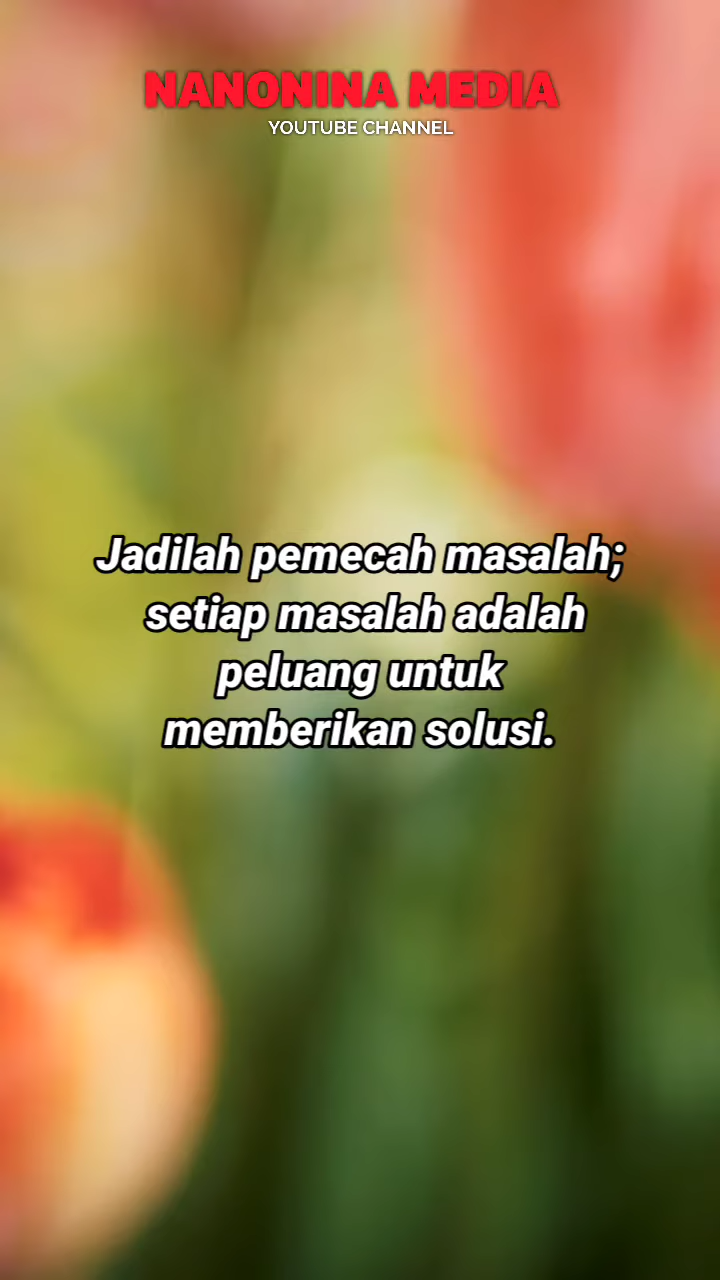 NANONINA MEDIA
YOUTUBE CHANNEL
Jadilah pemecah masalah;
setiap masalah adalah
peluang untuk
memberikan solusi.